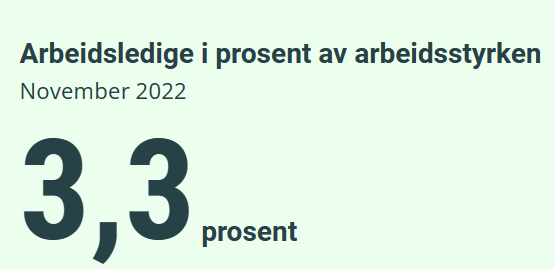 Arbeidsledige i prosent av arbeidsstyrken
November 2022
3,3 prosent